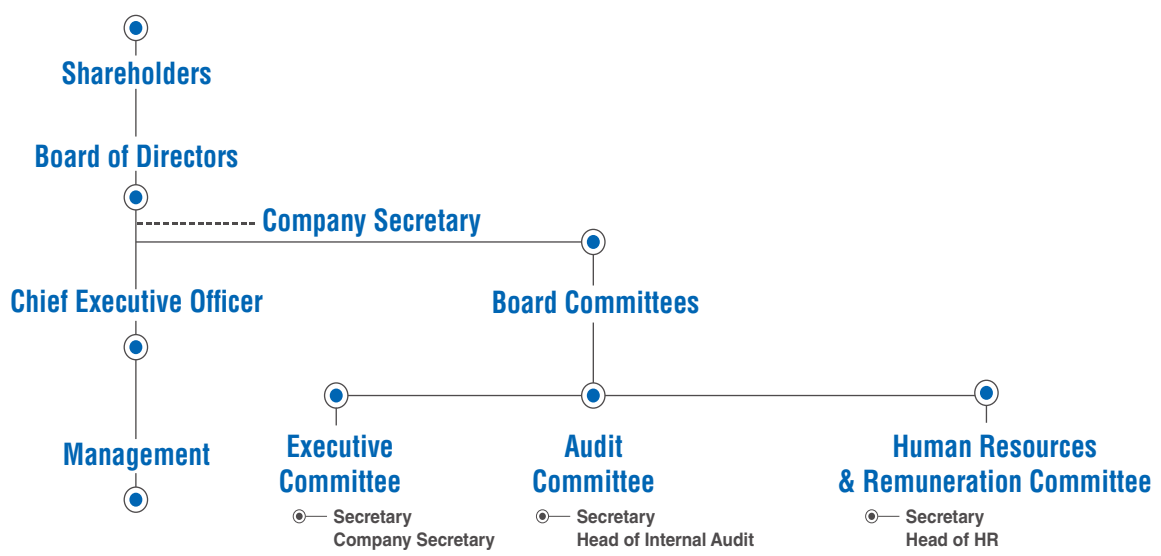 Shareholders
Board of Directors
Company Secretary
Chief Executive Officer
Board Committees
Management
Executive
Committee
Secretary
Company Secretary
Audit
Committee
Secretary
Head of Internal Audit
Human Resources
& Remuneration Committee
Secretary
Head of HR